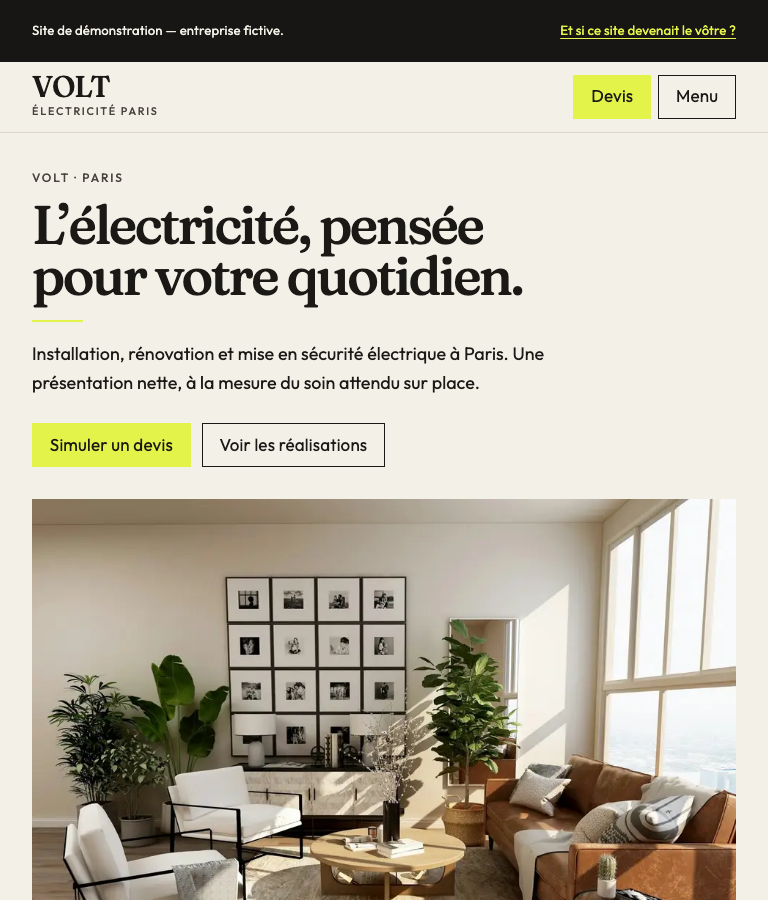 Site de démonstration — entreprise fictive.
Et si ce site devenait le vôtre ?
VOLT
ÉLECTRICITÉ PARIS
Devis
Menu
VOLT · PARIS
L’électricité, pensée
pour votre quotidien.
Installation, rénovation et mise en sécurité électrique à Paris. Une
présentation nette, à la mesure du soin attendu sur place.
Simuler un devis
Voir les réalisations